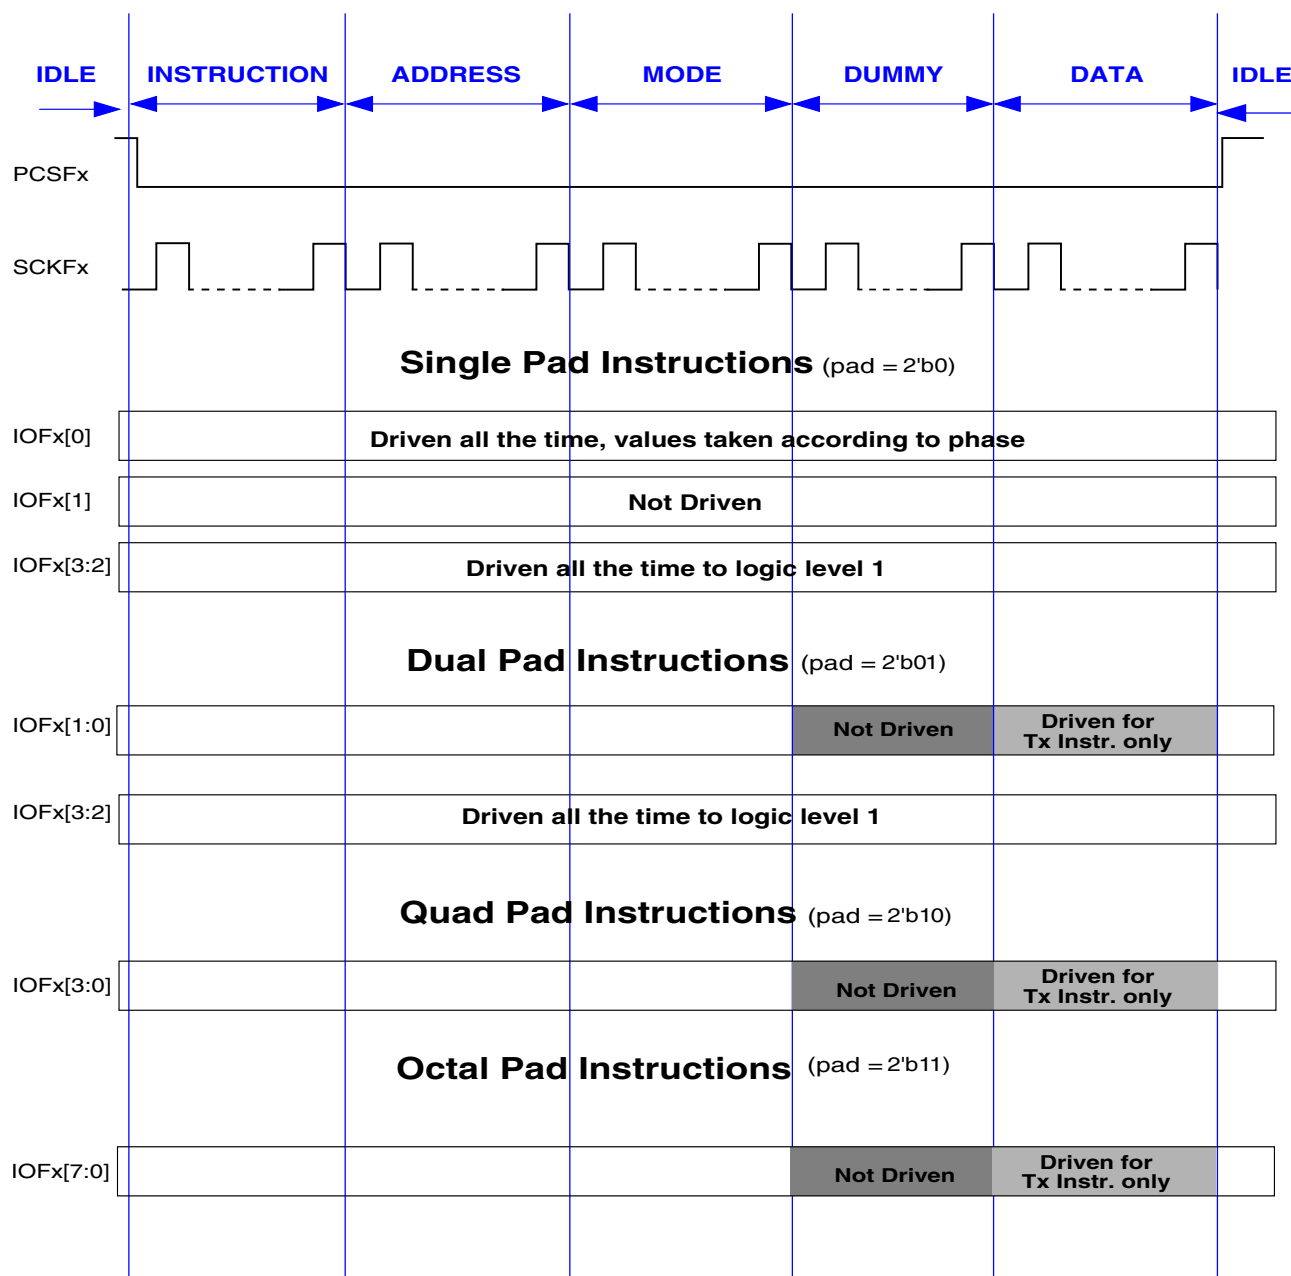 IDLE INSTRUCTION ADDRESS MODE DUMMY DATA IDLE
PCSFx
SCKFx
Single Pad Instructions (pad = 2'b0)
IOFx[0] Driven all the time, values taken according to phase
IOFx[1] Not Driven
IOFx[3:2] Driven all the time to logic level 1
Dual Pad Instructions (pad = 2'b01)
IOFx[1:0] Not Driven Driven for
Tx Instr. only
IOFx[3:2] Driven all the time to logic level 1
Quad Pad Instructions (pad = 2'b10)
IOFx[3:0] Not Driven Driven for
Tx Instr. only
Octal Pad Instructions (pad = 2'b11)
IOFx[7:0] Not Driven Driven for
Tx Instr. only